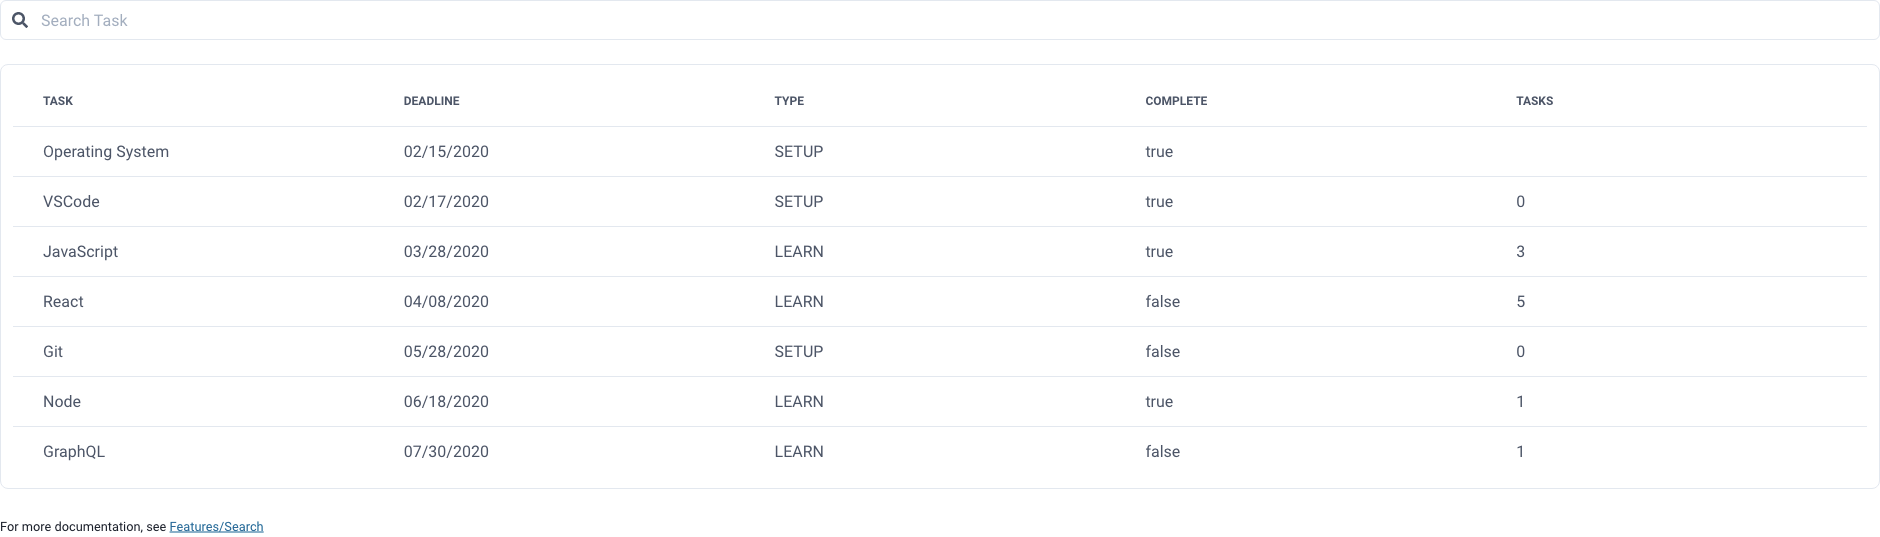 Search Task
TASK DEADLINE TYPE COMPLETE TASKS
Operating System 02/15/2020 SETUP true
VSCode 02/17/2020 SETUP true 0
JavaScript 03/28/2020 LEARN true 3
React 04/08/2020 LEARN false 5
Git 05/28/2020 SETUP false 0
Node 06/18/2020 LEARN true 1
GraphQL 07/30/2020 LEARN false 1
For more documentation, see Features/Search